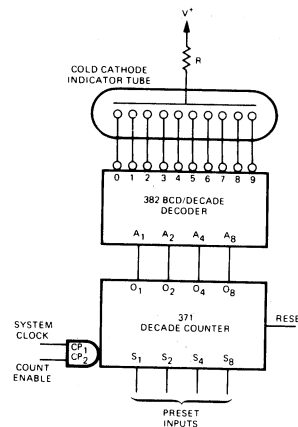 V+
R
COLD CATHODE
INDICATOR TUBE
0 1 2 3 4 5 6 7 8 9
382 BCD/DECADE
DECODER
A1 A2 A4 A8
O1 O2 O4 O8
371
DECADE COUNTER
RESE
SYSTEM
CLOCK
CP1
CP2
COUNT
ENABLE
S1 S2 S4 S8
PRESET
INPUTS